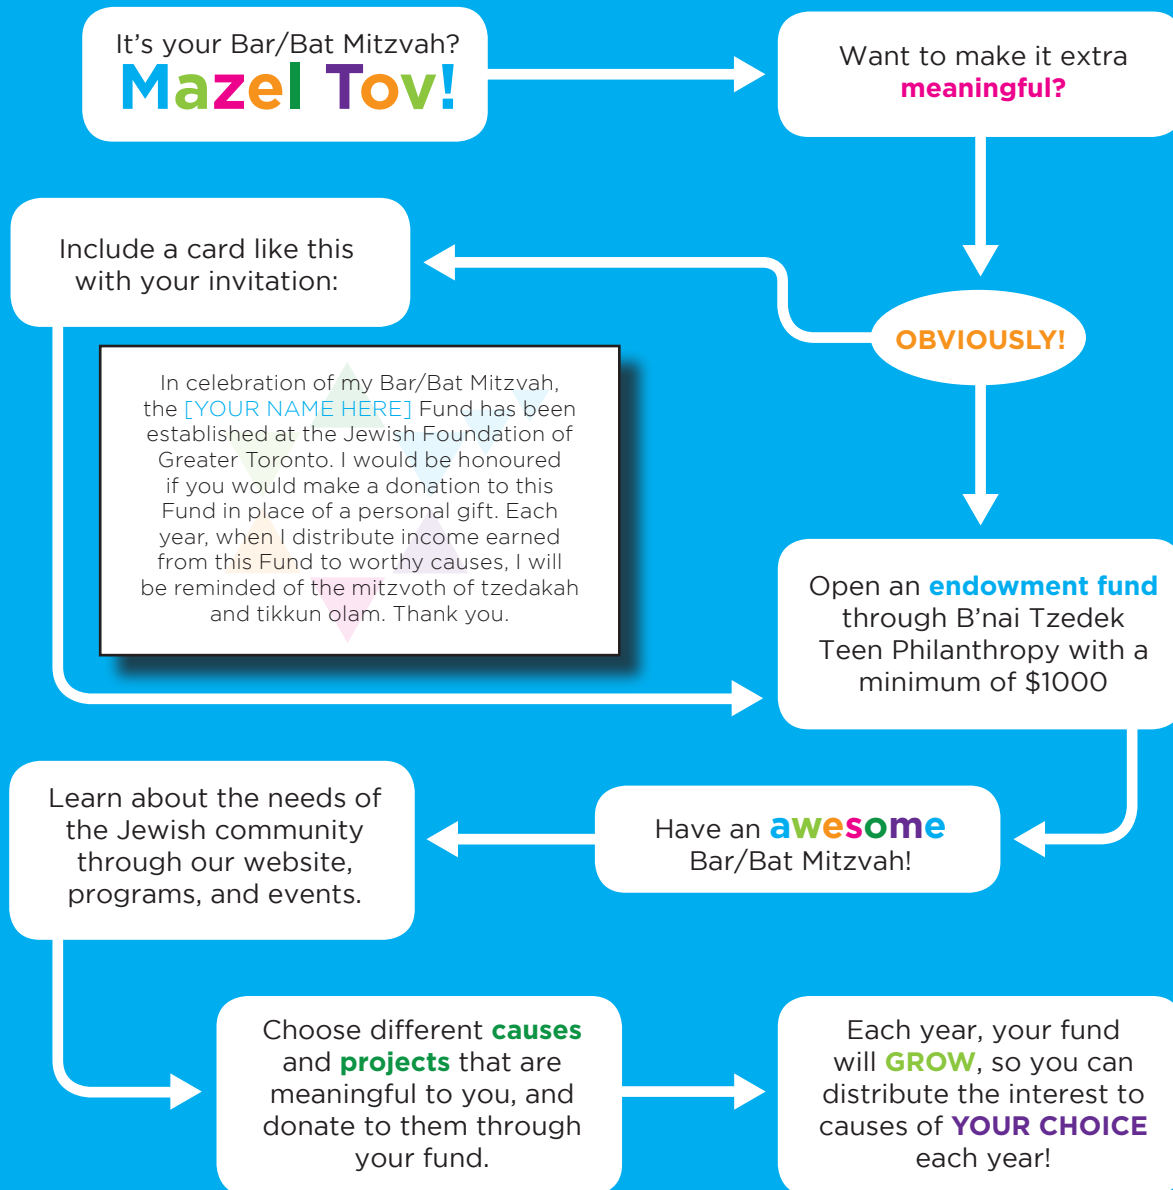 It's your Bar/Bat Mitzvah?
Mazel Tov!
Want to make it extra
meaningful?
OBVIOUSLY!
Include a card like this
with your invitation:
In celebration of my Bar/Bat Mitzvah,
the [YOUR NAME HERE] Fund has been
established at the Jewish Foundation of
Greater Toronto. I would be honoured
if you would make a donation to this
Fund in place of a personal gift. Each
year, when I distribute income earned
from this Fund to worthy causes, I will
be reminded of the mitzvoth of tzedakah
and tikkun olam. Thank you.
Open an endowment fund
through B'nai Tzedek
Teen Philanthropy with a
minimum of $1000
Have an awesome
Bar/Bat Mitzvah!
Learn about the needs of
the Jewish community
through our website,
programs, and events.
Choose different causes
and projects that are
meaningful to you, and
donate to them through
your fund.
Each year, your fund
will GROW, so you can
distribute the interest to
causes of YOUR CHOICE
each year!